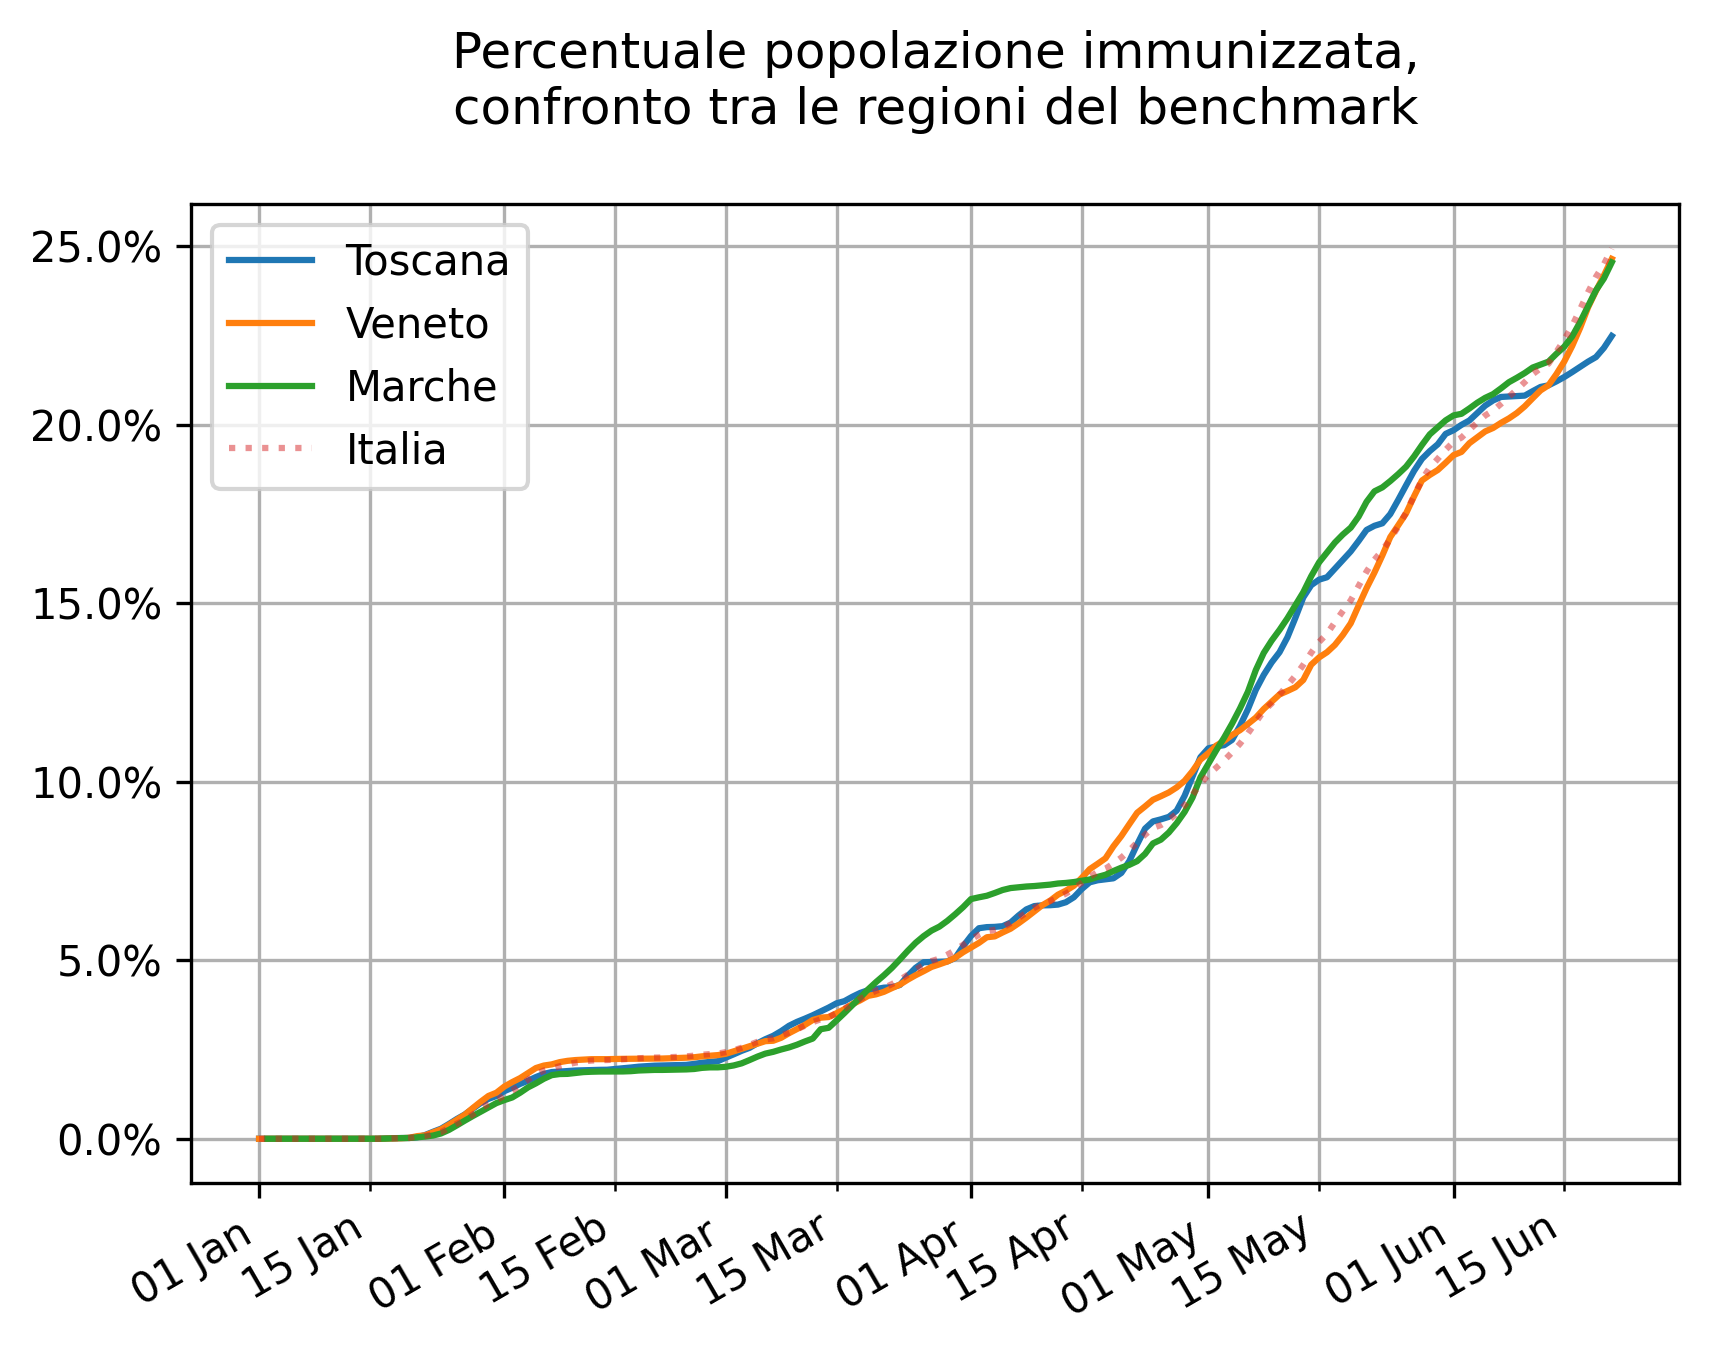 Percentuale popolazione immunizzata,
confronto tra le regioni del benchmark
Toscana
Veneto
Marche
Italia
25.0%
20.0%
15.0%
10.0%
5.0%
0.0%
01 Jan
15 Jan
01 Feb
15 Feb
01 Mar
15 Mar
01 Apr
15 Apr
01 May
15 May
01 Jun
15 Jun